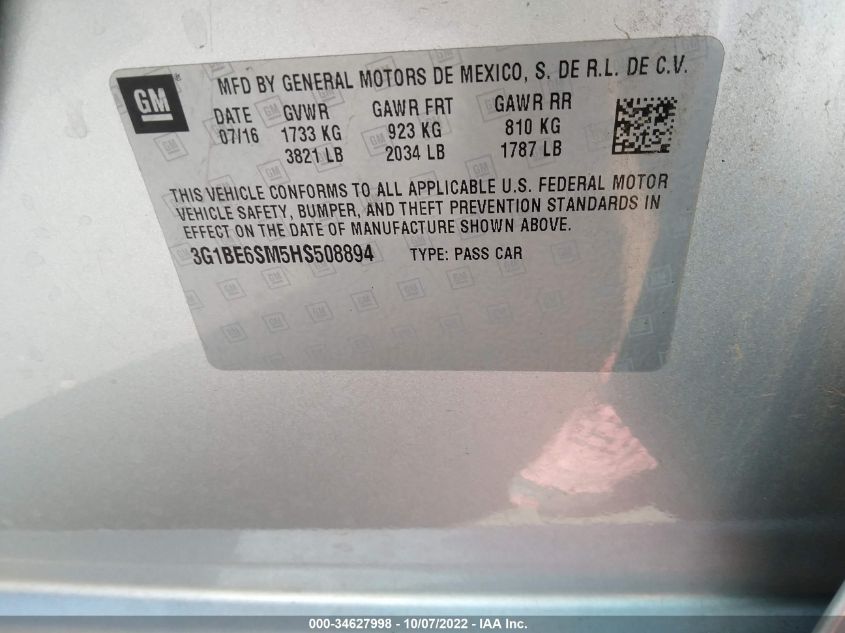 GM
MFD BY GENERAL MOTORS DE MEXICO, S. DE R.L. DE C.V.
DATE GVWR GAWR FRT GAWR RR
07/16 1733 KG 923 KG 810 KG
3821 LB 2034 LB 1787 LB
THIS VEHICLE CONFORMS TO ALL APPLICABLE U.S. FEDERAL MOTOR
VEHICLE SAFETY, BUMPER, AND THEFT PREVENTION STANDARDS IN
EFFECT ON THE DATE OF MANUFACTURE SHOWN ABOVE.
3G1BE6SM5HS508894 TYPE: PASS CAR
000-34627998 - 10/07/2022 - IAA Inc.